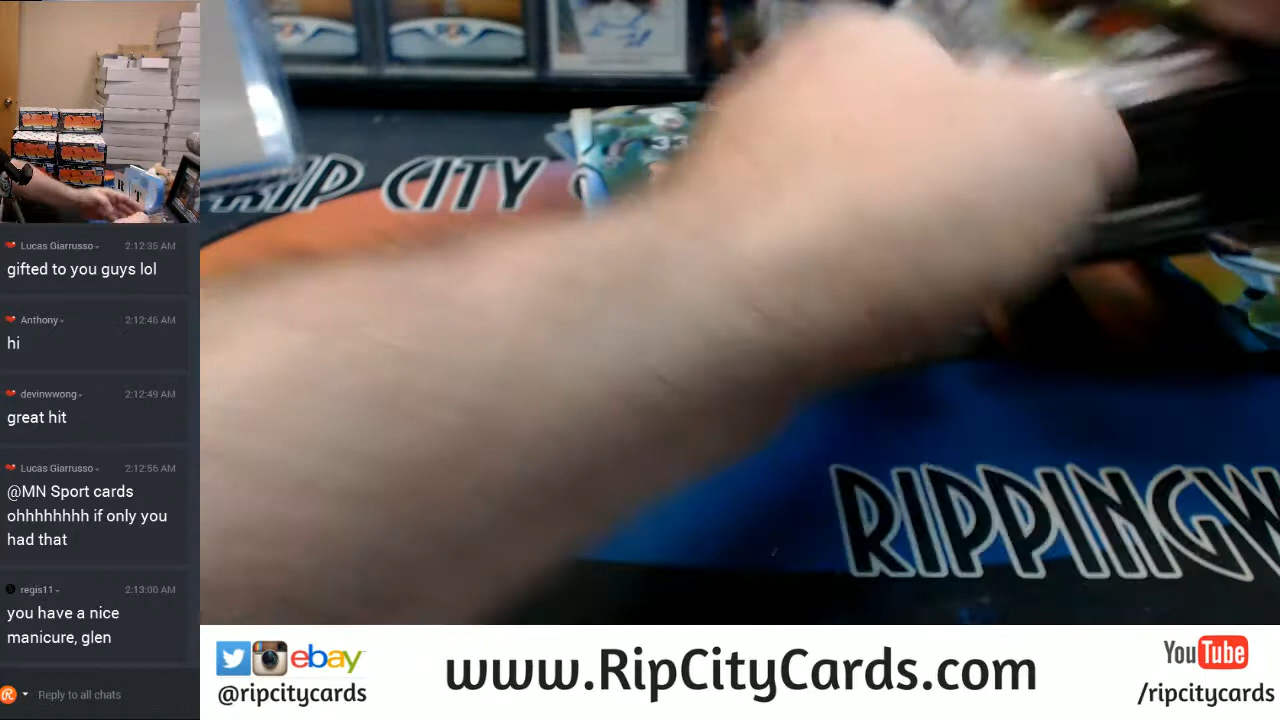 Lucas Giarrusso 2:12:35 AM
gifted to you guys lol
Anthony 2:12:46 AM
hi
devinwwong 2:12:49 AM
great hit
Lucas Giarrusso 2:12:56 AM
@MN Sport cards
ohhhhhhhh if only you
had that
regis11 2:13:00 AM
you have a nice
manicure, glen
Reply to all chats
RIP CITY
33
RIPPINGW
ebay
@ripcitycards
www.RipCityCards.com
YouTube
/ripcitycards